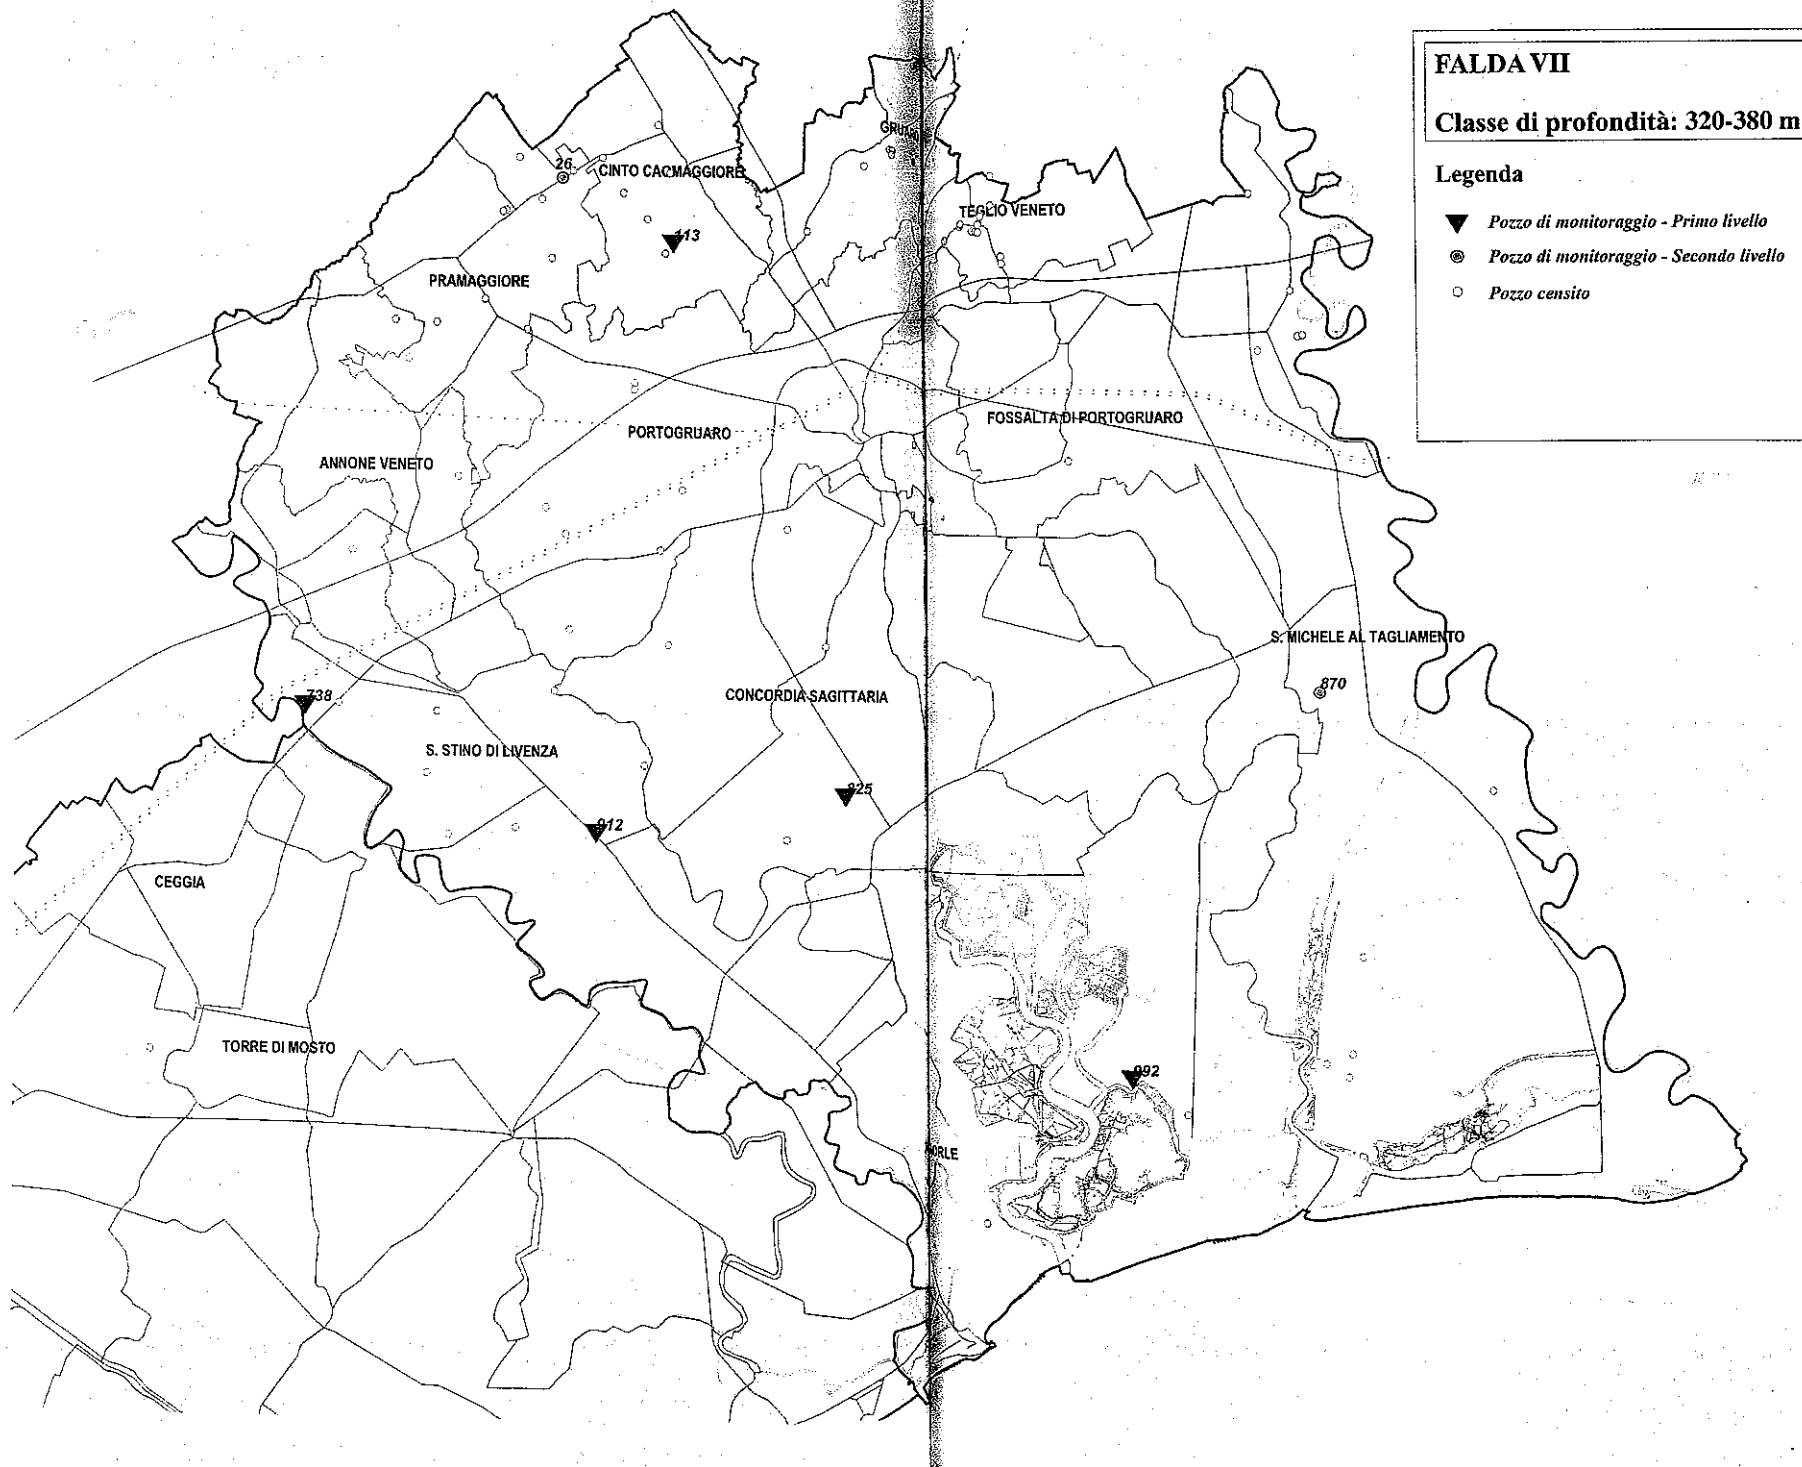 FALDA VII
Classe di profondità: 320-380 m
Legenda
Pozzo di monitoraggio - Primo livello
Pozzo di monitoraggio - Secondo livello
Pozzo censito
26
CINTO CAOMAGGIORE
113
TEGLIO VENETO
PRAMAGGIORE
PORTOGRUARO
FOSSALTA DI PORTOGRUARO
ANNONE VENETO
S. MICHELE AL TAGLIAMENTO
870
738
CONCORDIA SAGITTARIA
S. STINO DI LIVENZA
912
CEGGIA
TORRE DI MOSTO